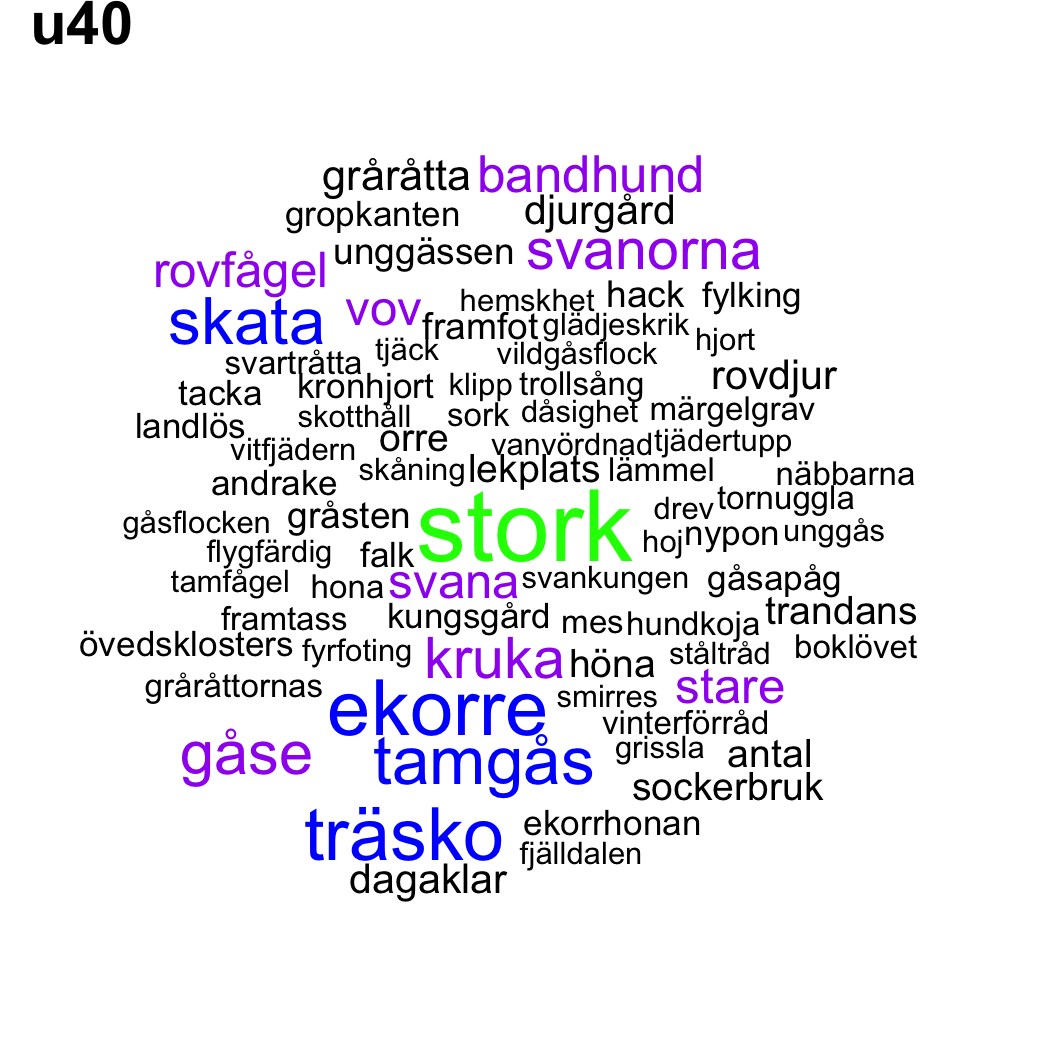 u40
gråråtta bandhund
gropkanten djurgård
unggässen svanorna
rovfågel
vov hemskhet hack fylking
skata framfot glädjeskrik hjort
svartråtta tjäck vildgåsflock
tacka kronhjort klipp trollsång rovdjur
landlös skotthåll sork dåsighet märgelgrav
vitfjädern orre vanvördnad tjädertupp
andrake skåning lekplats lämmel näbbarna
gåsflocken gråsten stork drev tornuggla
flygfärdig falk hoj nypon unggås
tamfågel hona svana svankungen gåsapåg
framtass kungsgård mes hundkoja trandans
övedsklosters fyrfoting kruka höna ståltråd boklövet
gråråttornas ekorre smirres stare
vinterförråd
gåse tamgås grissla antal
sockerbruk
träsko ekorrhonan
fjälldalen
dagaklar